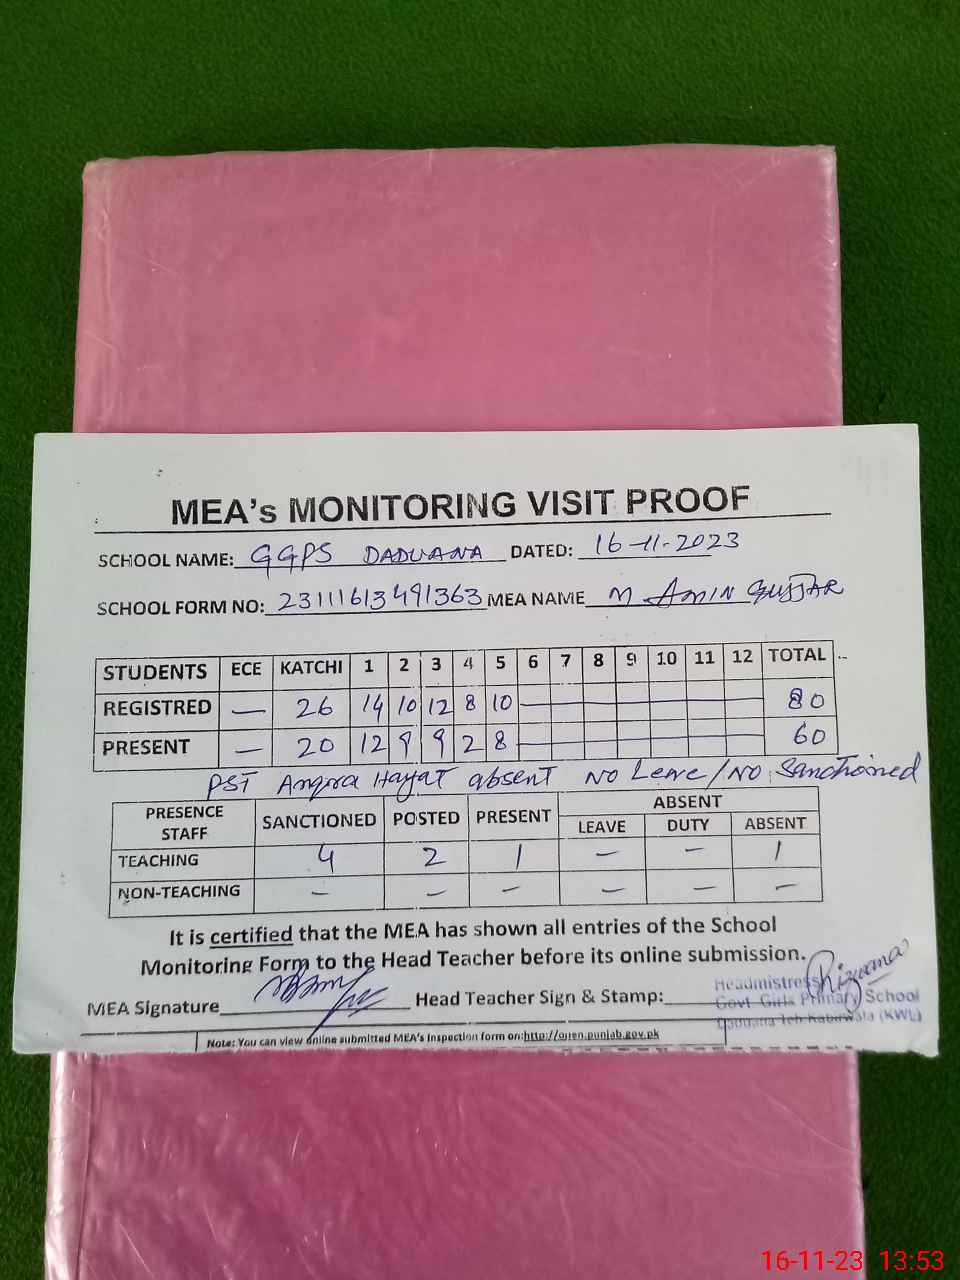 MEA's MONITORING VISIT PROOF
SCHOOL NAME: GGPS DADUANA DATED: 16-11-2023
SCHOOL FORM NO: 23111613491363 MEA NAME M Amin GUJJAR
STUDENTS ECE KATCHI 1 2 3 4 5 6 7 8 9 10 11 12 TOTAL
REGISTRED — 26 14 10 12 8 10 — 80
PRESENT — 20 12 9 9 2 8 — 60
PST Hayat absent NO Leave/NO Sanctioned
PRESENCE STAFF SANCTIONED POSTED PRESENT ABSENT
LEAVE DUTY ABSENT
TEACHING 4 2 1 — — 1
NON-TEACHING — — — — — —
It is certified that the MEA has shown all entries of the School
Monitoring Form to the Head Teacher before its online submission.
MEA Signature Head Teacher Sign & Stamp: Rizwana
Headmistress
Govt Girls Primary School
Daduana Teh Kabirwala (KWL)
Note: You can view online submitted MEA's Inspection form on:http://open.punjab.gov.pk
16-11-23 13:53